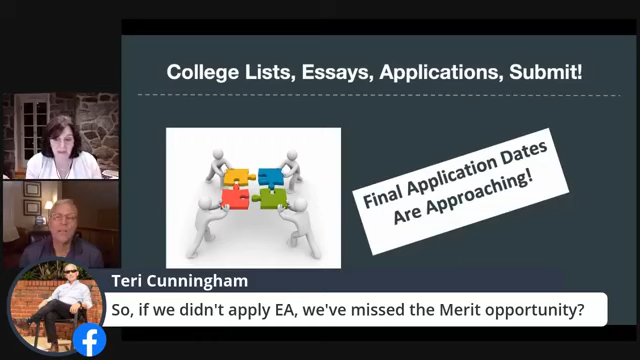 College Lists, Essays, Applications, Submit!
Final Application Dates
Are Approaching!
Teri Cunningham
So, if we didn't apply EA, we've missed the Merit opportunity?